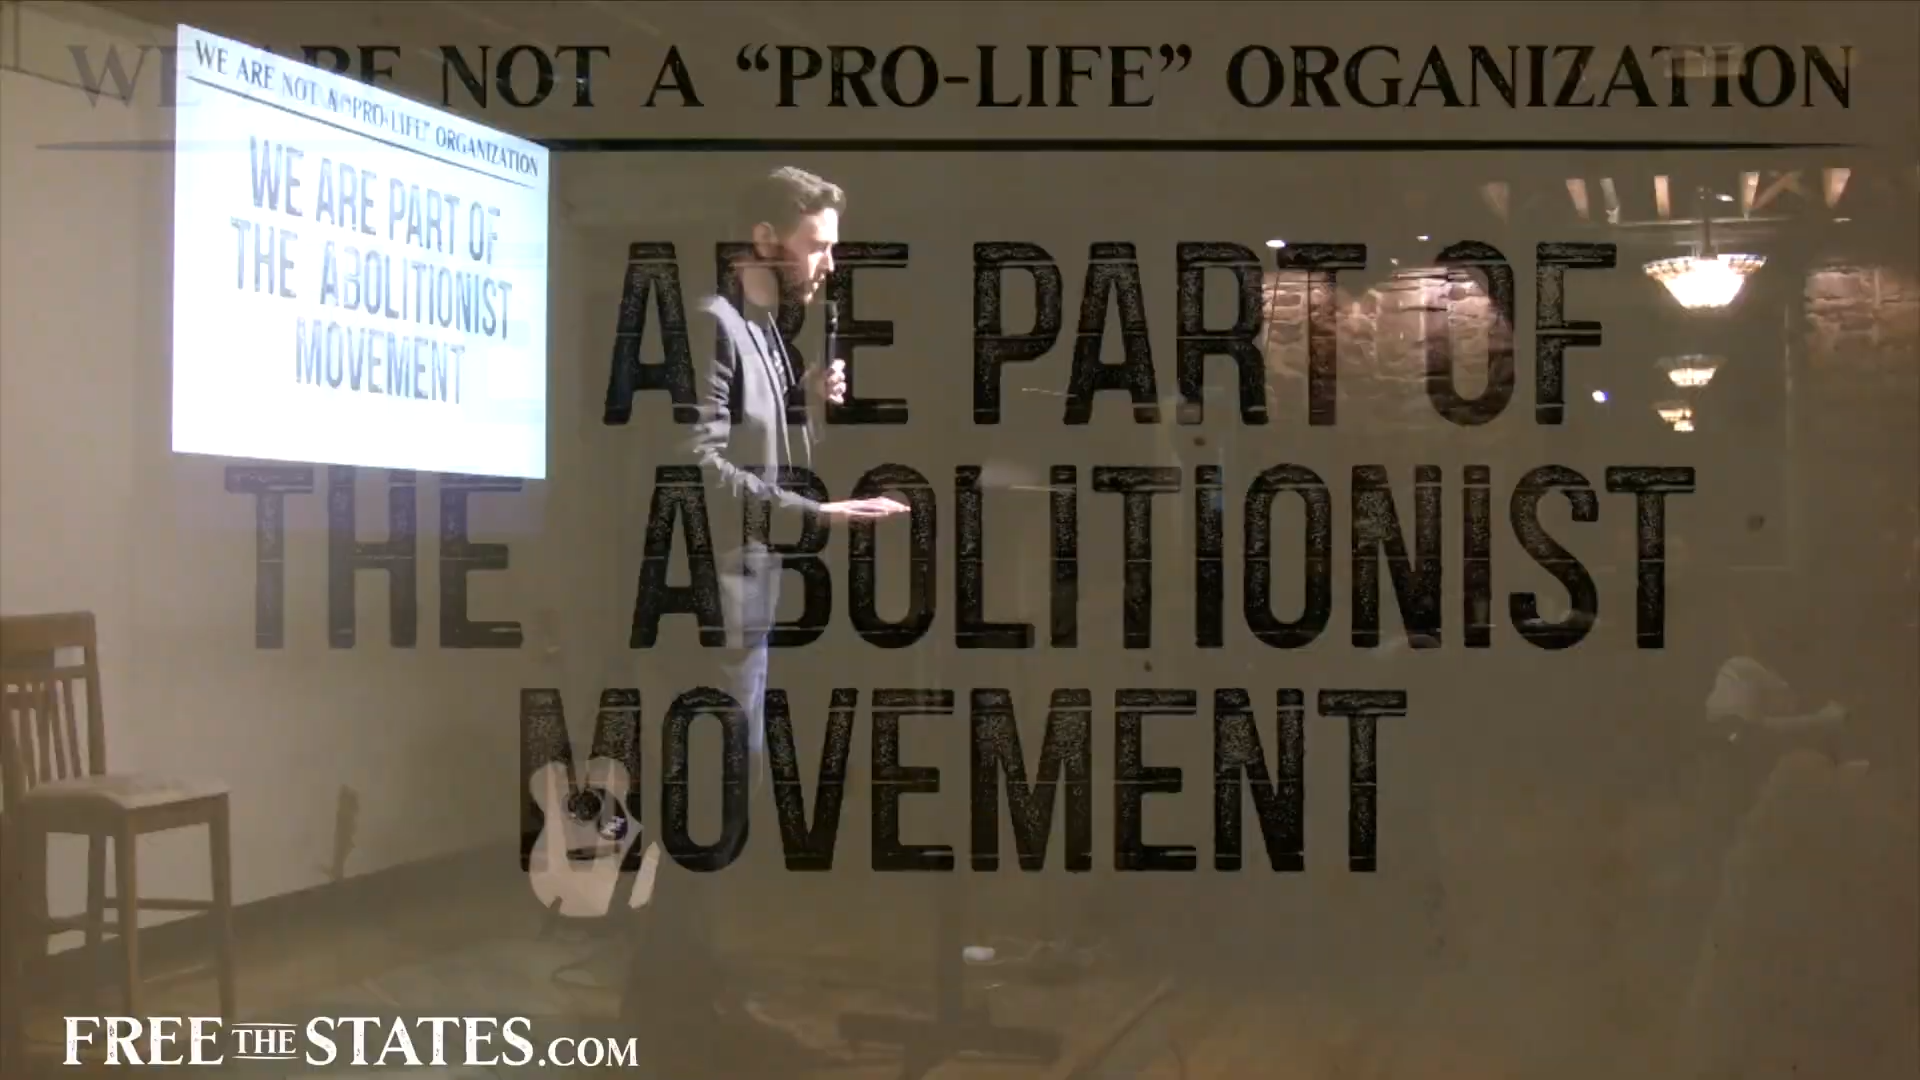 WE ARE NOT A “PRO-LIFE” ORGANIZATION
WE ARE NOT A “PRO-LIFE” ORGANIZATION
WE ARE PART OF
THE ABOLITIONIST
MOVEMENT
ARE PART OF
THE ABOLITIONIST
MOVEMENT
FREE THE STATES.COM